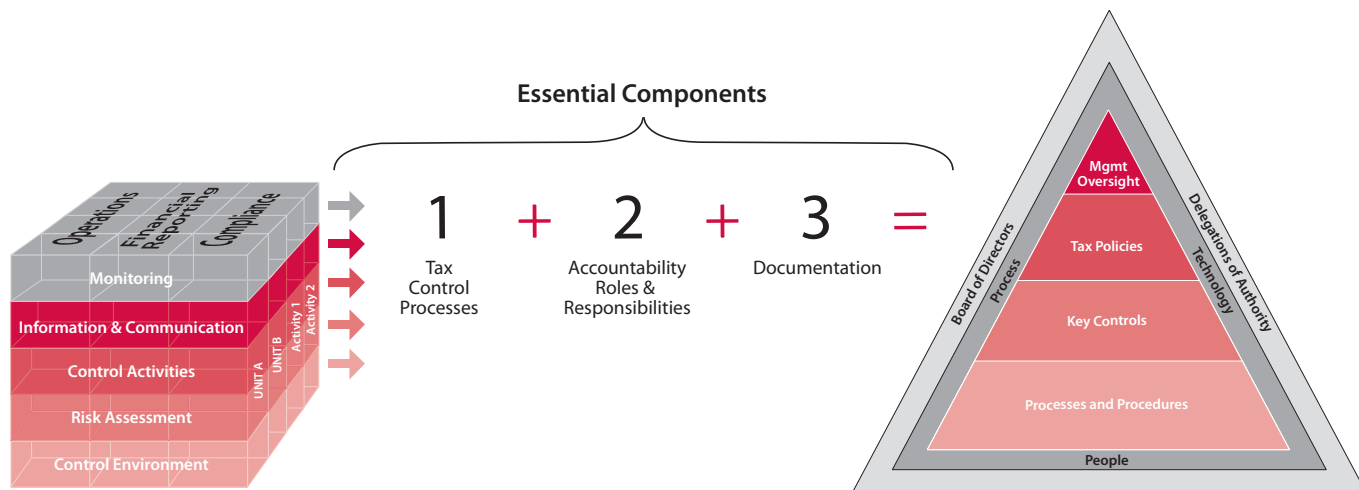 Essential Components
Operations
Financial
Reporting
Compliance
Monitoring
Information & Communication
Control Activities
Risk Assessment
Control Environment
UNIT A
UNIT B
Activity 1
Activity 2
1
+
2
+
3
=
Tax
Control
Processes
Accountability
Roles &
Responsibilities
Documentation
Board of Directors
Process
Mgmt
Oversight
Tax Policies
Key Controls
Processes and Procedures
People
Technology
Delegations of Authority